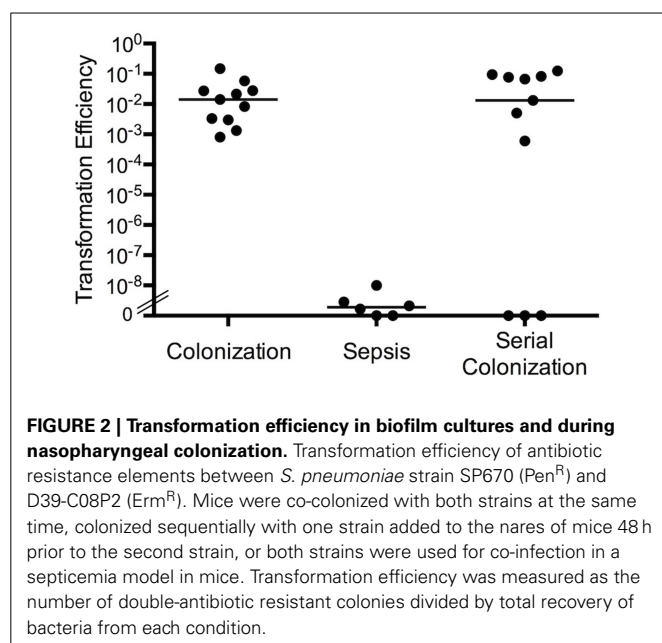 Transformation Efficiency
10⁰
10⁻¹
10⁻²
10⁻³
10⁻⁴
10⁻⁵
10⁻⁶
10⁻⁷
10⁻⁸
0
Colonization Sepsis Serial
Colonization
FIGURE 2 | Transformation efficiency in biofilm cultures and during
nasopharyngeal colonization. Transformation efficiency of antibiotic
resistance elements between S. pneumoniae strain SP670 (Penᴿ) and
D39-C08P2 (Ermᴿ). Mice were co-colonized with both strains at the same
time, colonized sequentially with one strain added to the nares of mice 48 h
prior to the second strain, or both strains were used for co-infection in a
septicemia model in mice. Transformation efficiency was measured as the
number of double-antibiotic resistant colonies divided by total recovery of
bacteria from each condition.